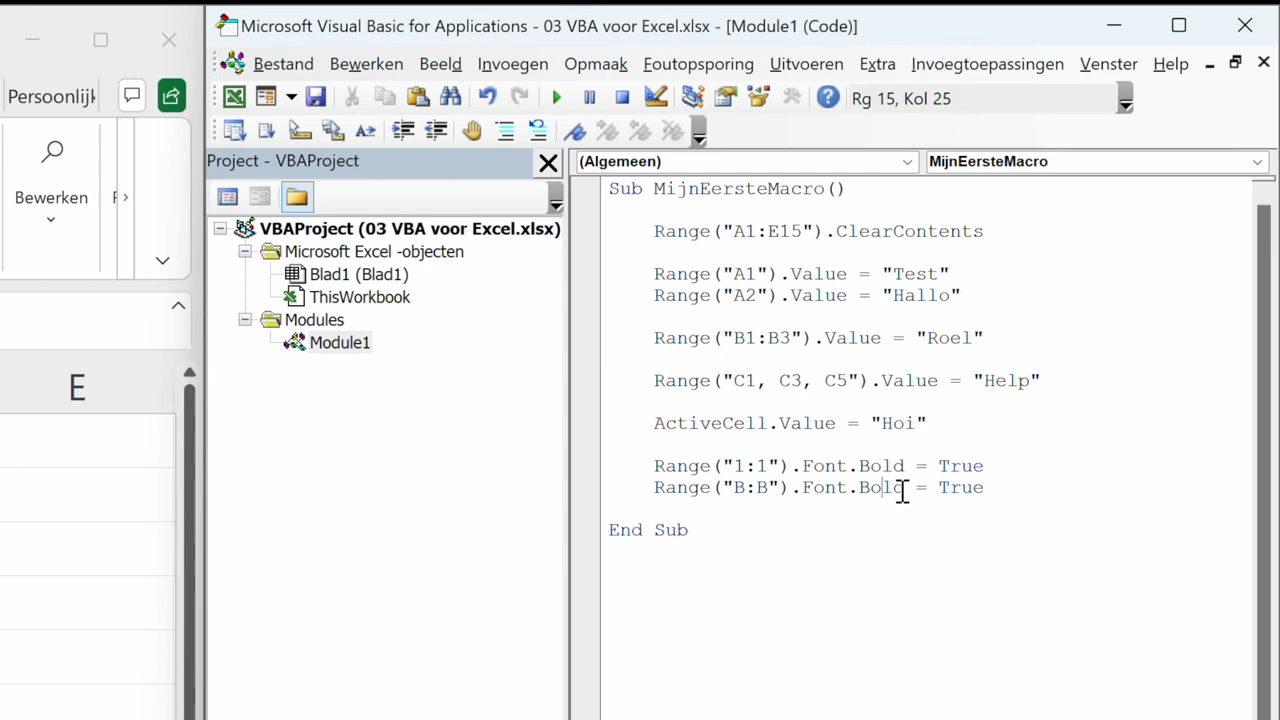 Microsoft Visual Basic for Applications - 03 VBA voor Excel.xlsx - [Module1 (Code)]
Bestand Bewerken Beeld Invoegen Opmaak Foutopsporing Uitvoeren Extra Invoegtoepassingen Venster Help
Persoonlijk
Rg 15, Kol 25
Project - VBAProject
(Algemeen)
MijnEersteMacro
Bewerken
VBAProject (03 VBA voor Excel.xlsx)
Microsoft Excel -objecten
Blad1 (Blad1)
ThisWorkbook
Modules
Module1
E
Sub MijnEersteMacro()
Range("A1:E15").ClearContents
Range("A1").Value = "Test"
Range("A2").Value = "Hallo"
Range("B1:B3").Value = "Roel"
Range("C1, C3, C5").Value = "Help"
ActiveCell.Value = "Hoi"
Range("1:1").Font.Bold = True
Range("B:B").Font.Bold = True
End Sub